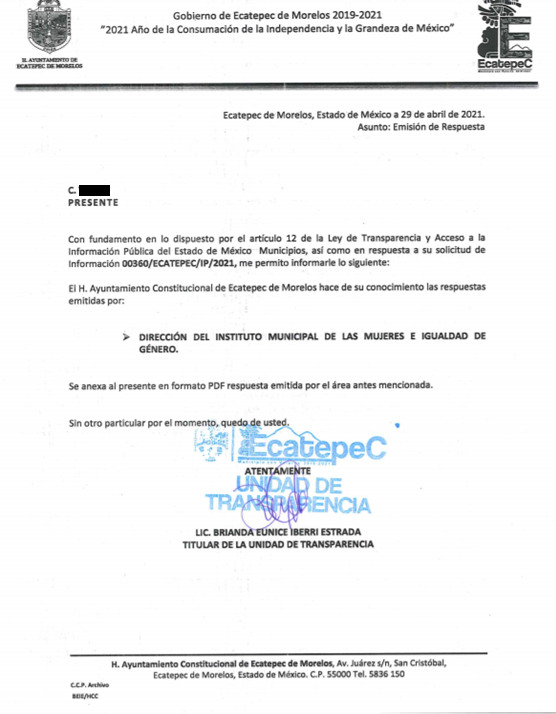 Gobierno de Ecatepec de Morelos 2019-2021
"2021 Año de la Consumación de la Independencia y la Grandeza de México"
H. AYUNTAMIENTO DE
ECATEPEC DE MORELOS
EcatepeC
Ecatepec de Morelos, Estado de México a 29 de abril de 2021.
Asunto: Emisión de Respuesta
C.
PRESENTE
Con fundamento en lo dispuesto por el artículo 12 de la Ley de Transparencia y Acceso a la
Información Pública del Estado de México Municipios, así como en respuesta a su solicitud de
Información 00360/ECATEPEC/IP/2021, me permito informarle lo siguiente:
El H. Ayuntamiento Constitucional de Ecatepec de Morelos hace de su conocimiento las respuestas
emitidas por:
➢ DIRECCIÓN DEL INSTITUTO MUNICIPAL DE LAS MUJERES E IGUALDAD DE
GÉNERO.
Se anexa al presente en formato PDF respuesta emitida por el área antes mencionada.
Sin otro particular por el momento, quedo de usted.
EcatepeC
ATENTAMENTE
UNIDAD DE
TRANSPARENCIA
LIC. BRIANDA EUNICE IBERRI ESTRADA
TITULAR DE LA UNIDAD DE TRANSPARENCIA
H. Ayuntamiento Constitucional de Ecatepec de Morelos, Av. Juárez s/n, San Cristóbal,
Ecatepec de Morelos, Estado de México. C.P. 55000 Tel. 5836 150
C.C.P. Archivo
BEIE/HCC